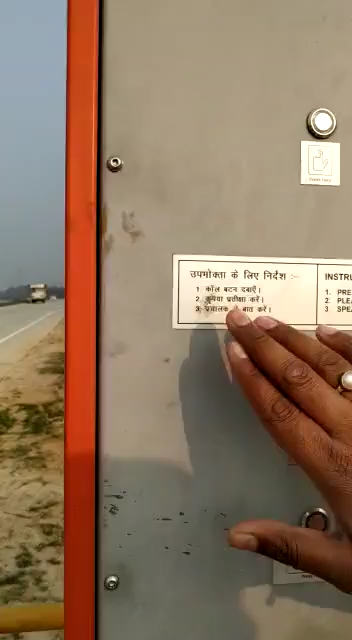 उपभोक्ता के लिए निर्देश :-
1 कॉल बटन दबाएँ।
2 कृपया प्रतीक्षा करें।
3 से बात करें।
INSTRU
1. PRE
2. PLEA
3 SPEA